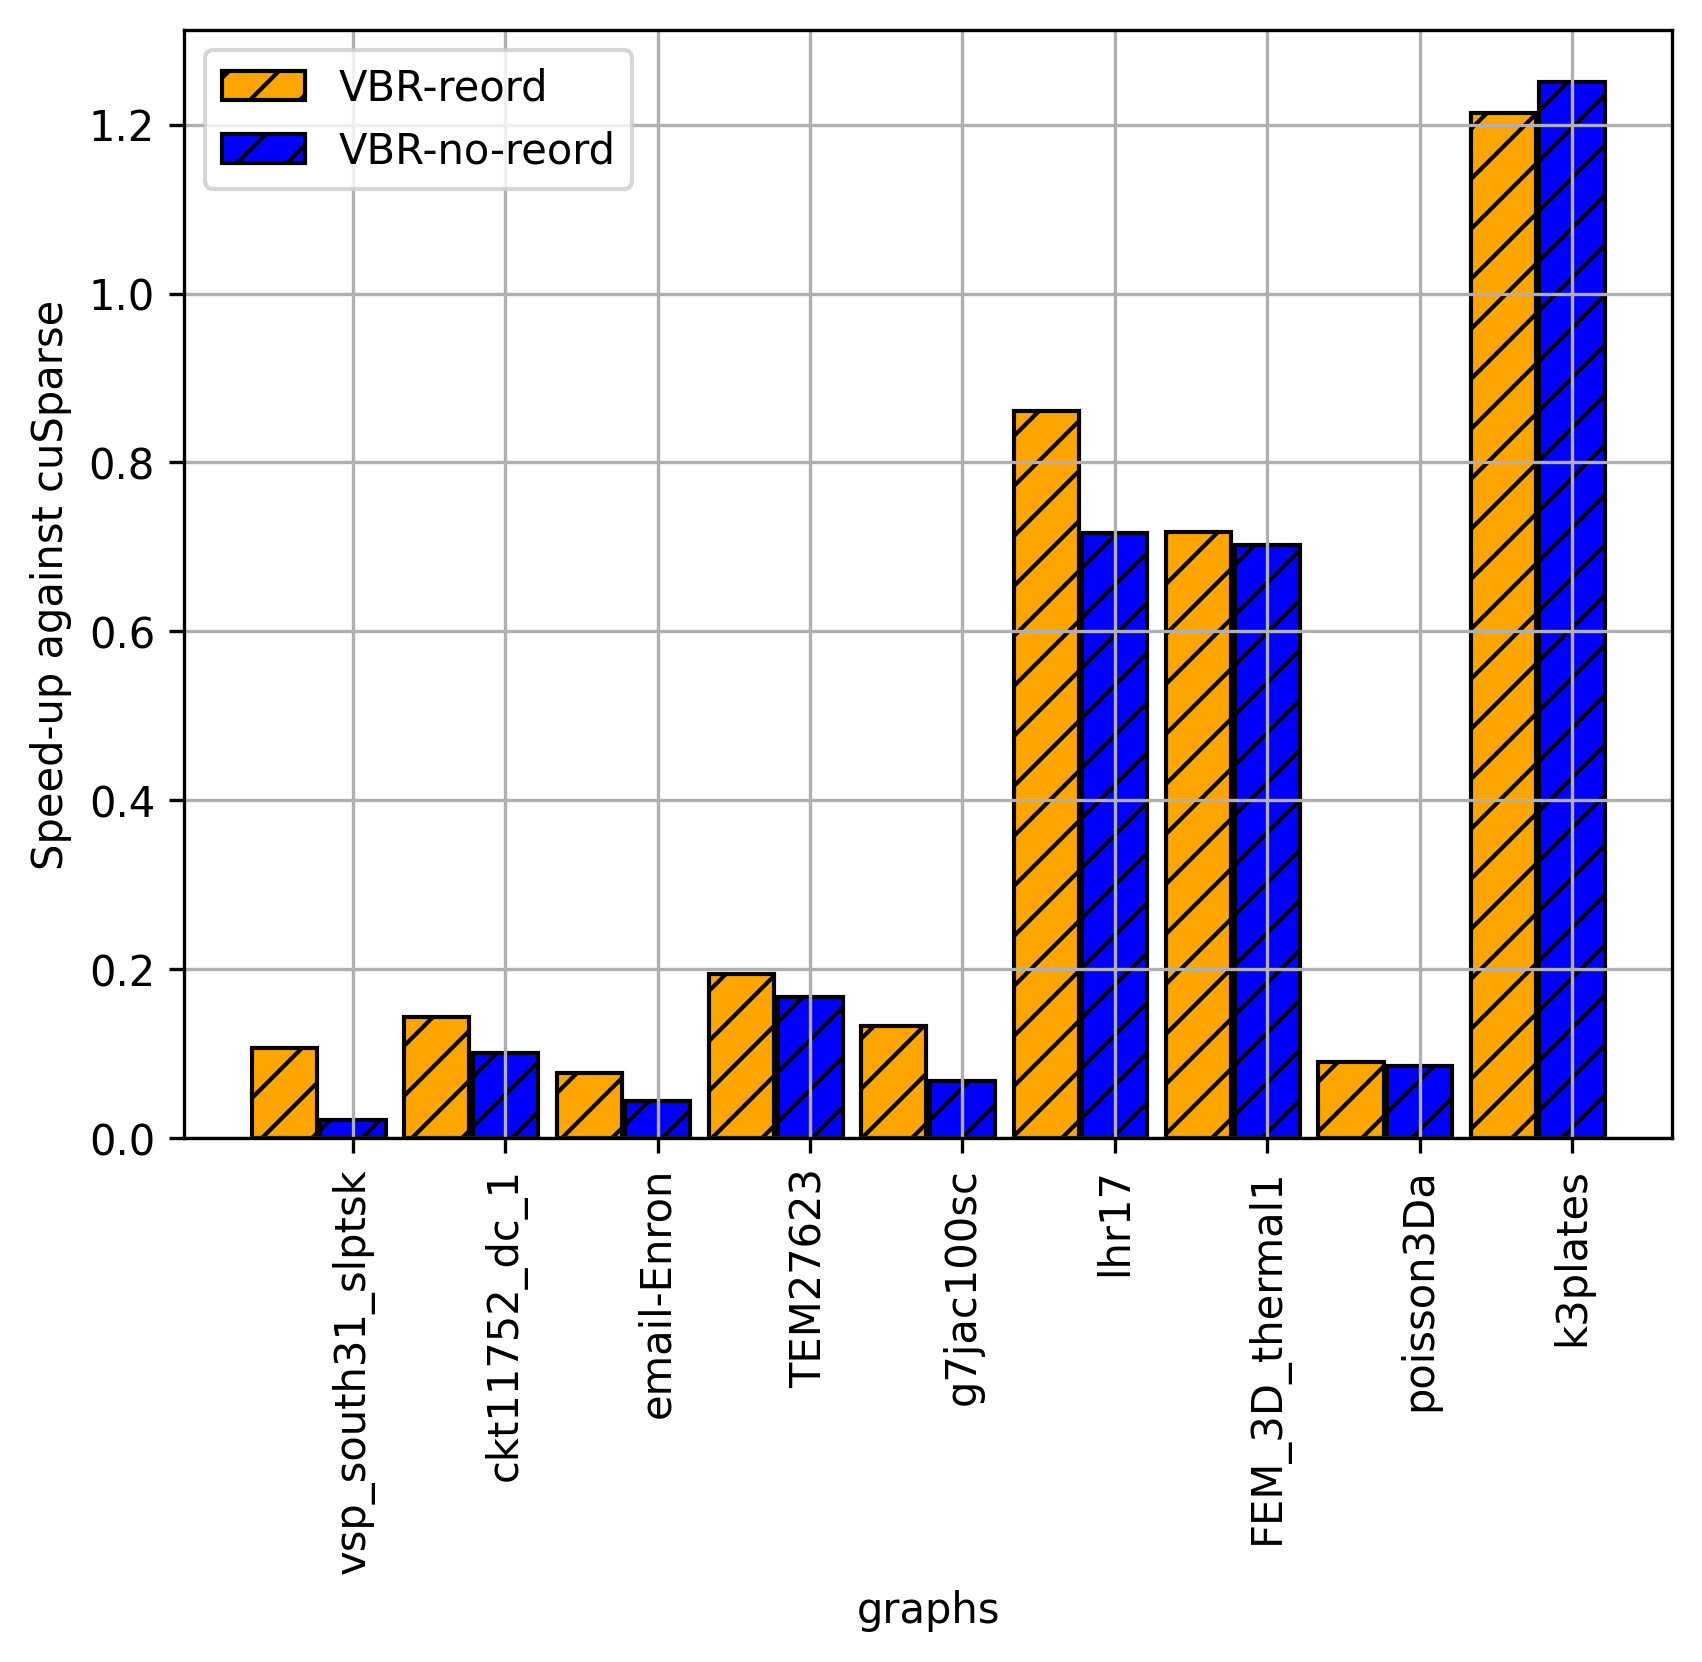 VBR-reord
VBR-no-reord
Speed-up against cuSparse
1.2
1.0
0.8
0.6
0.4
0.2
0.0
vsp_south31_slptsk
ckt11752_dc_1
email-Enron
TEM27623
g7jac100sc
lhr17
FEM_3D_thermal1
poisson3Da
k3plates
graphs